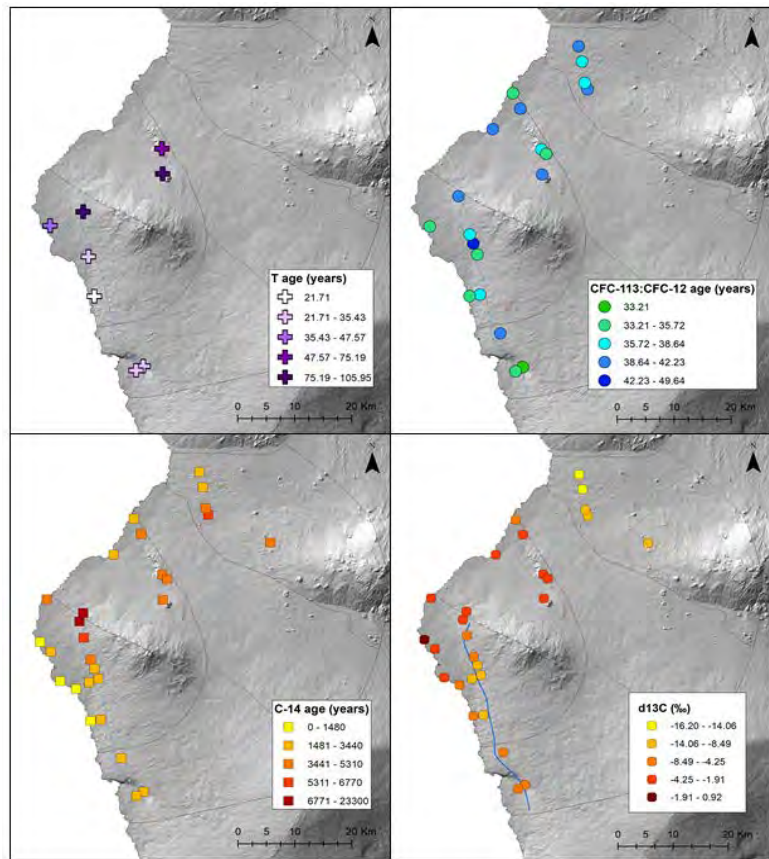 N
T age (years)
21.71
21.71 - 35.43
35.43 - 47.57
47.57 - 75.19
75.19 - 105.95
0 5 10 20 Km
N
CFC-113:CFC-12 age (years)
33.21
33.21 - 35.72
35.72 - 38.64
38.64 - 42.23
42.23 - 49.64
0 5 10 20 Km
N
C-14 age (years)
0 - 1480
1481 - 3440
3441 - 5310
5311 - 6770
6771 - 23300
0 5 10 20 Km
N
d13C (‰)
-16.20 - -14.06
-14.06 - -8.49
-8.49 - -4.25
-4.25 - -1.91
-1.91 - 0.92
0 5 10 20 Km